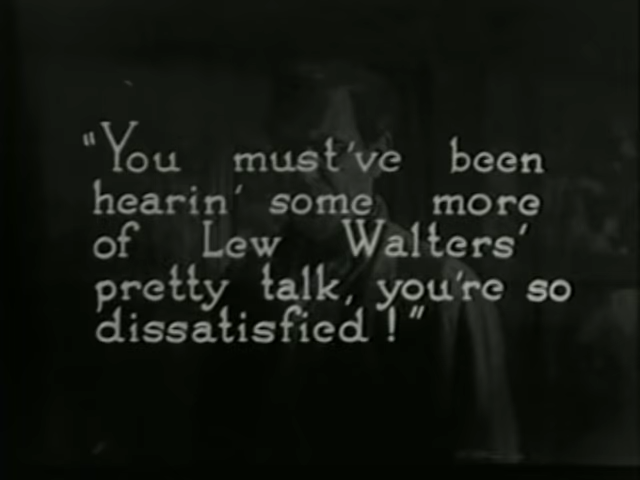 "You must've been
hearin' some more
of Lew Walters'
pretty talk, you're so
dissatisfied!"